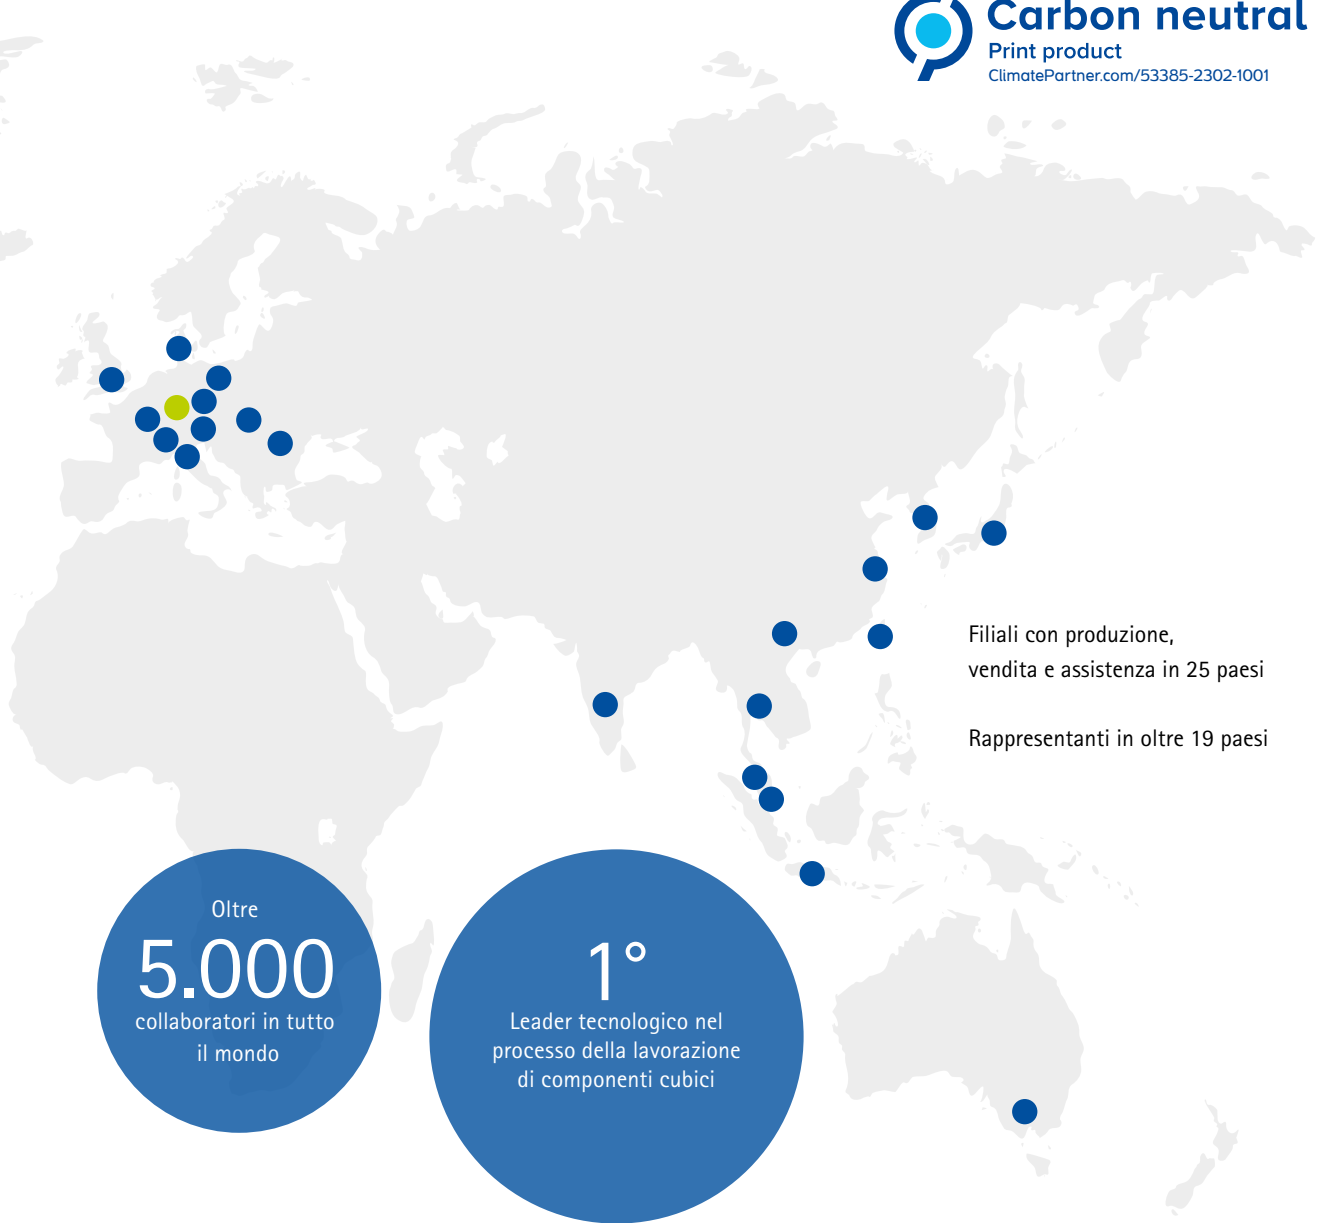 Carbon neutral
Print product
ClimatePartner.com/53385-2302-1001
Filiali con produzione,
vendita e assistenza in 25 paesi
Rappresentanti in oltre 19 paesi
Oltre
5.000
collaboratori in tutto
il mondo
1°
Leader tecnologico nel
processo della lavorazione
di componenti cubici